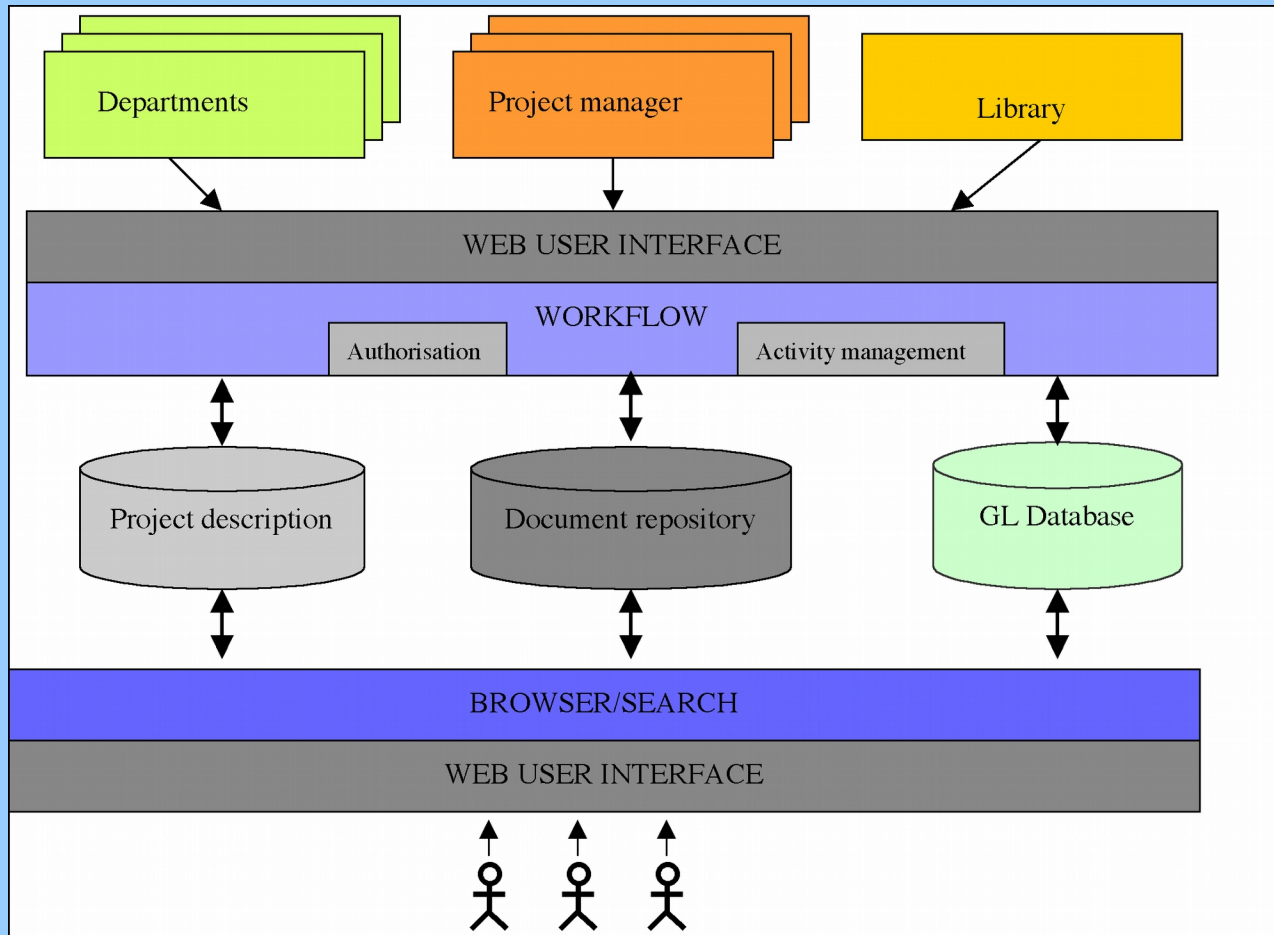 Departments
Project manager
Library
WEB USER INTERFACE
WORKFLOW
Authorisation
Activity management
Project description
Document repository
GL Database
BROWSER/SEARCH
WEB USER INTERFACE